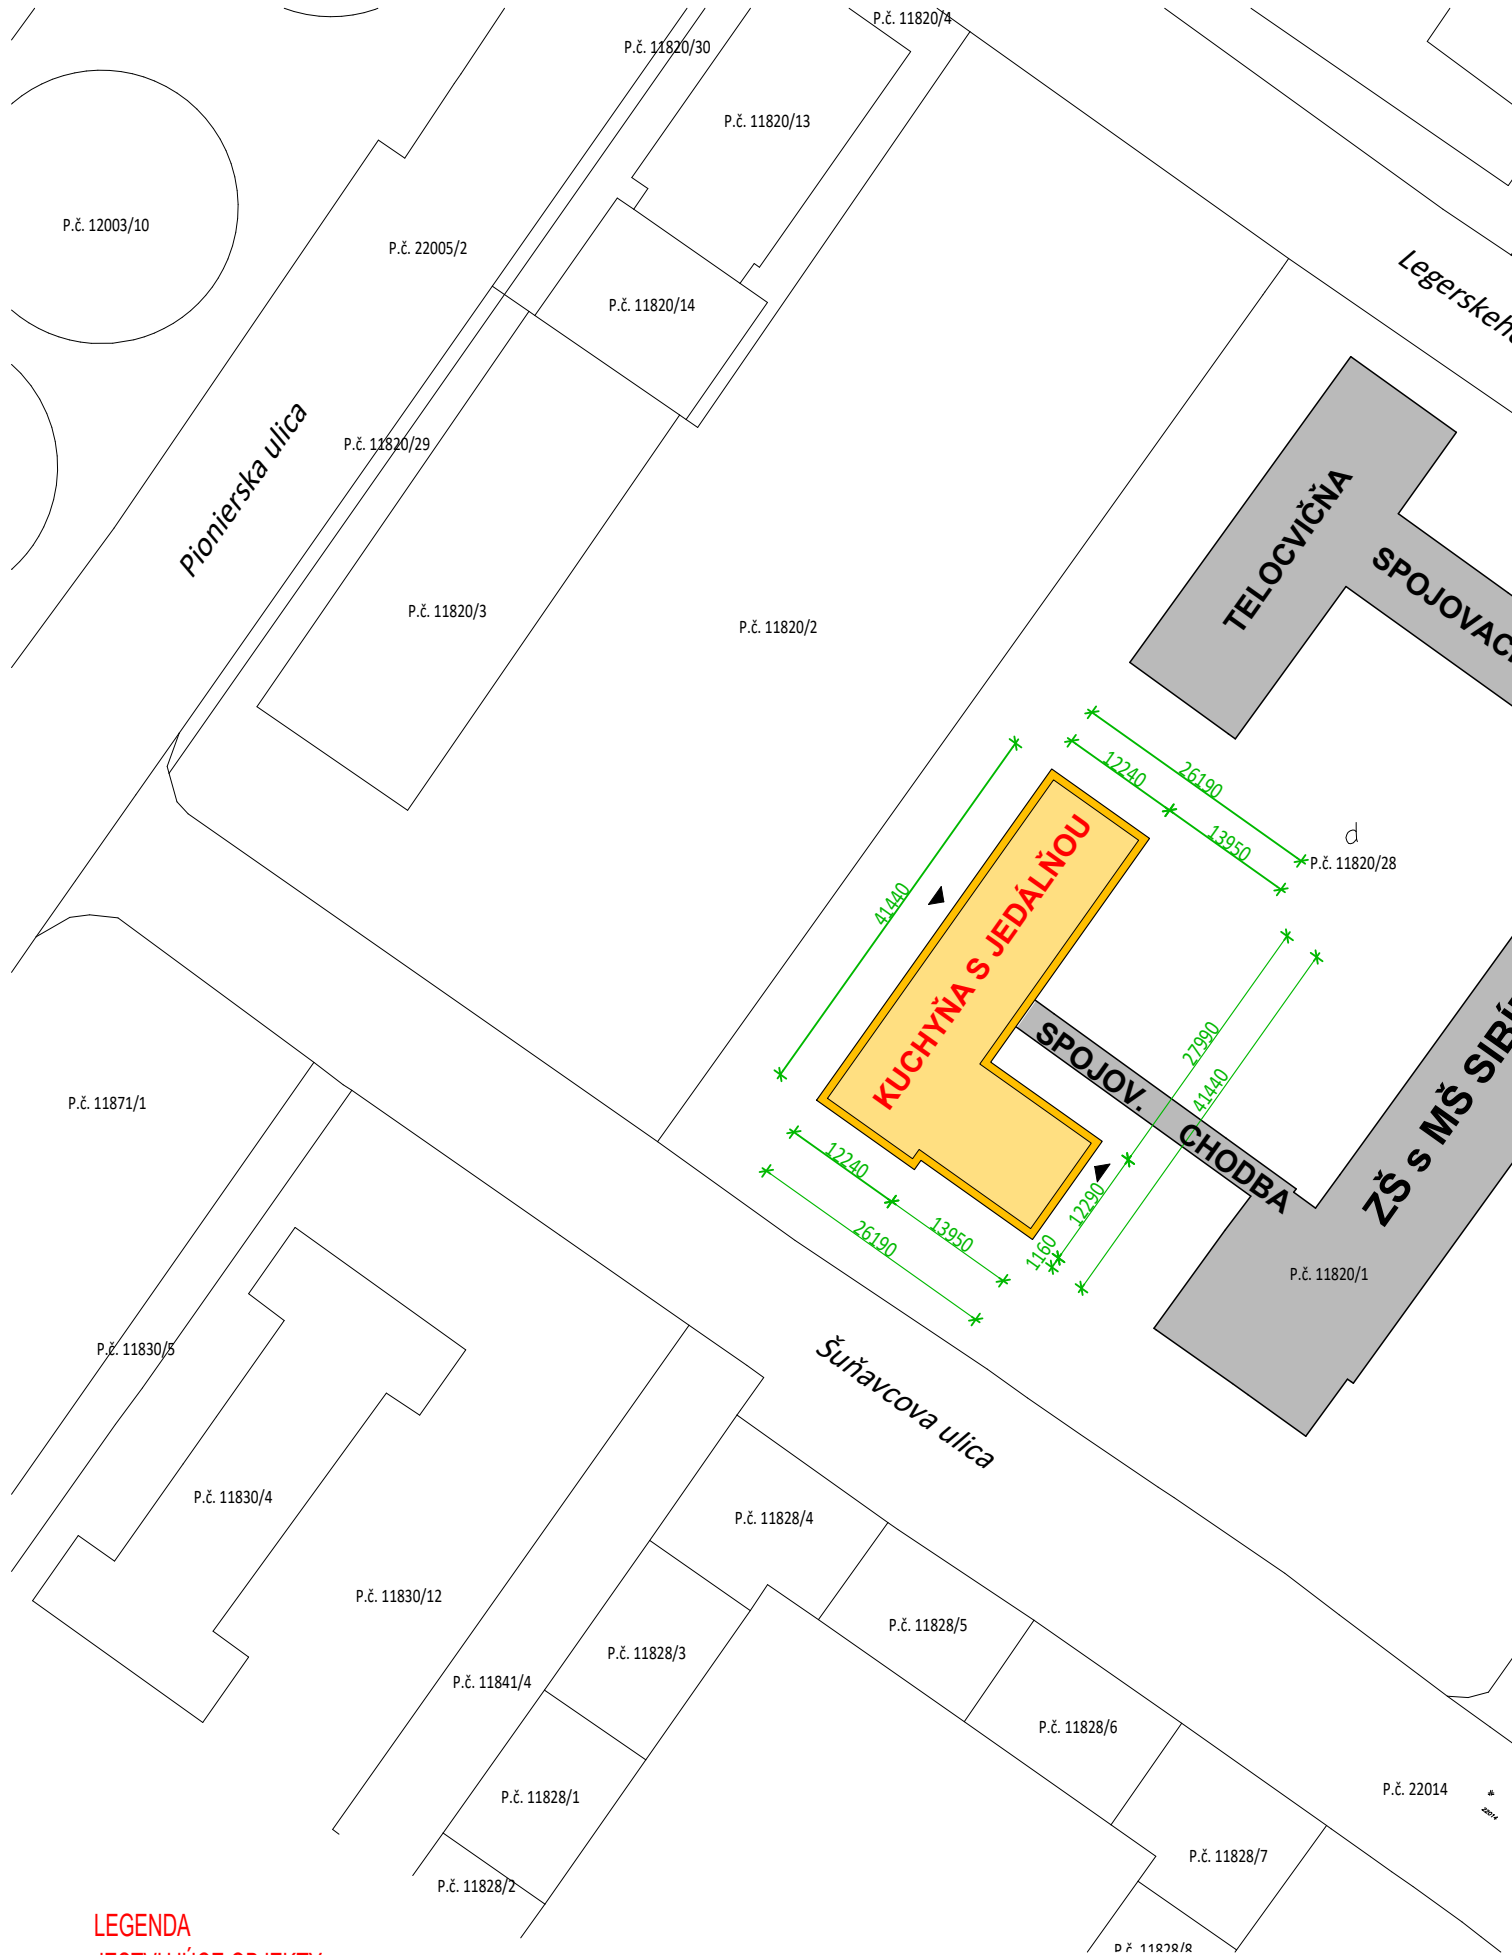 P.č. 11820/4
P.č. 11820/30
P.č. 11820/13
P.č. 12003/10
P.č. 22005/2
P.č. 11820/14
Pionierska ulica
P.č. 11820/29
TELOCVIČŇA
P.č. 11820/3
P.č. 11820/2
12240
26190
13950
d
P.č. 11820/28
41440
KUCHYŇA S JEDÁLŇOU
27990
41440
SPOJOV. CHODBA
ZŠ s MŠ
P.č. 11871/1
12240
13950
26190
12290
1160
P.č. 11820/1
P.č. 11830/5
Šuňavcova ulica
P.č. 11830/4
P.č. 11828/4
P.č. 11830/12
P.č. 11828/5
P.č. 11828/3
P.č. 11841/4
P.č. 11828/6
P.č. 11828/1
P.č. 22014
22014
P.č. 11828/7
P.č. 11828/2
LEGENDA
P.č. 11828/8